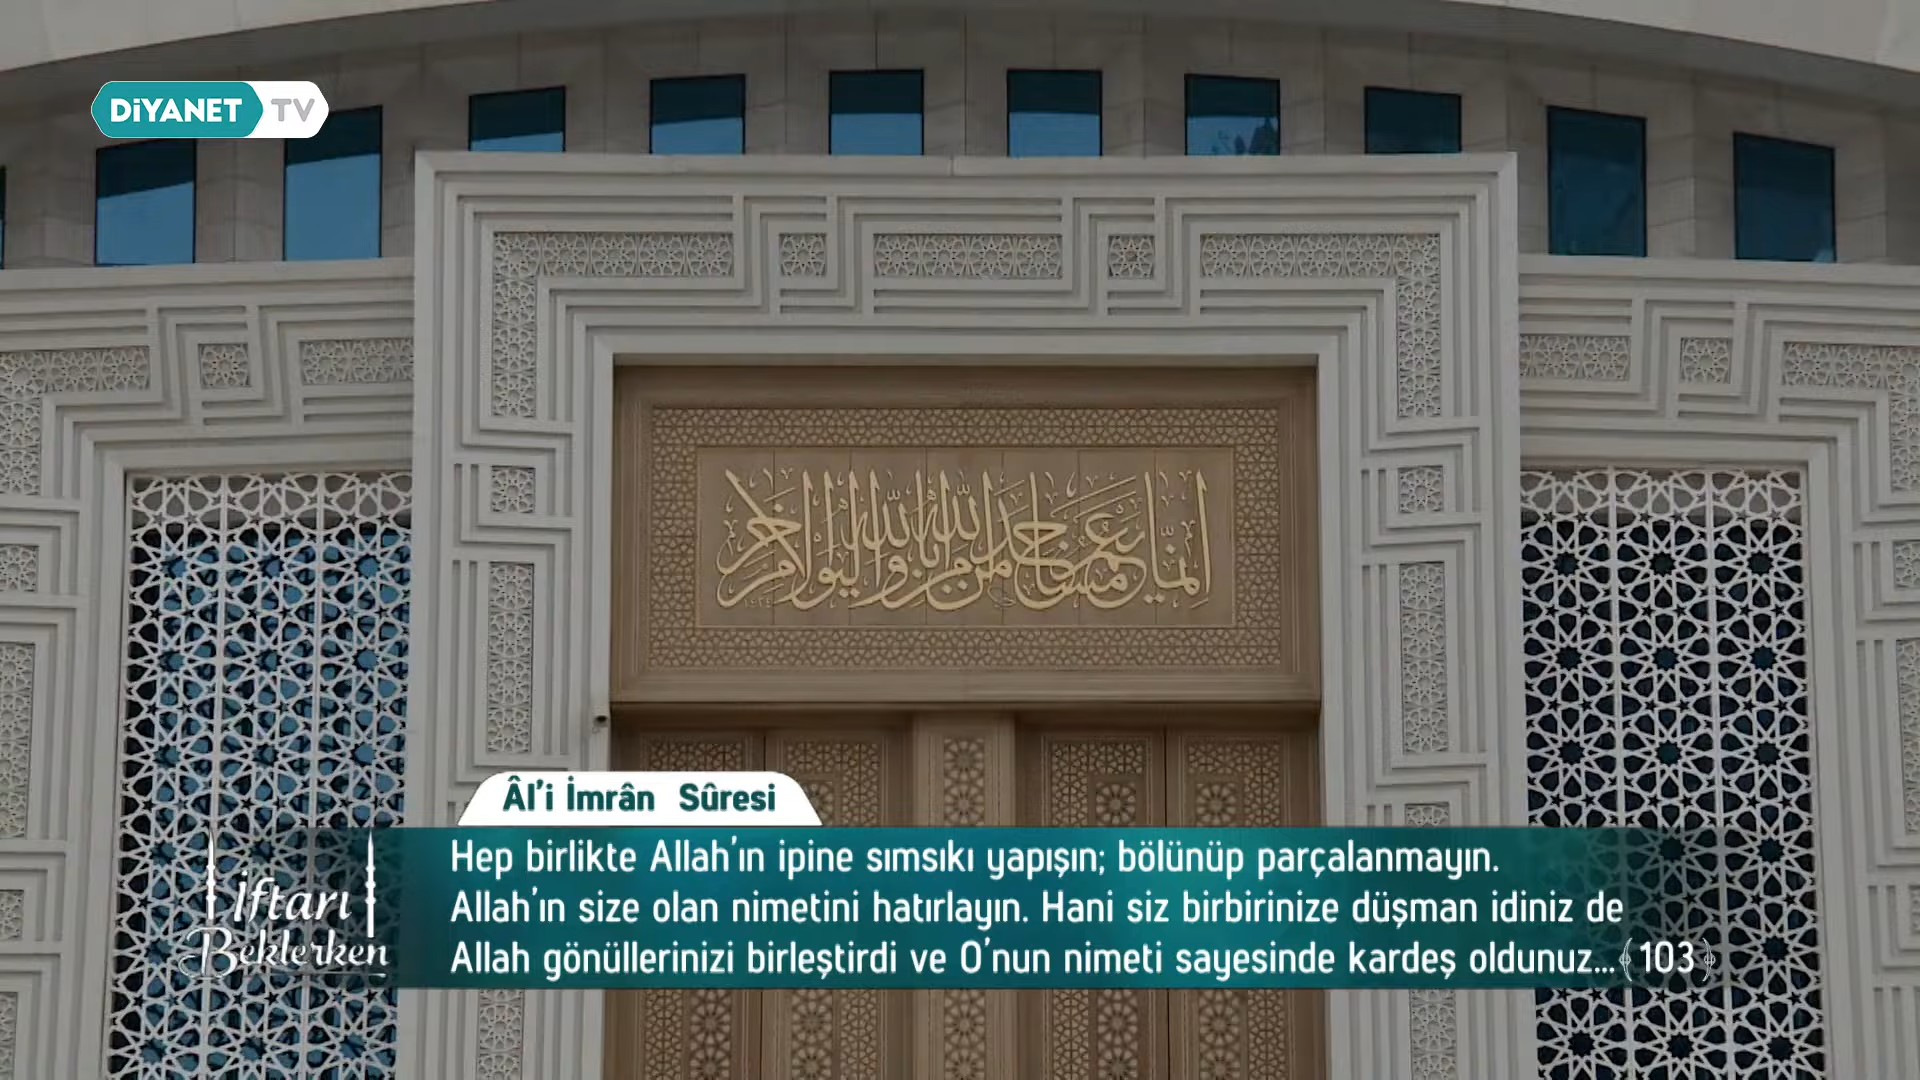 DİYANET TV
إنما يعمر مساجد الله من آمن بالله واليوم الآخر
Âl'i İmrân Sûresi
İftarı
Beklerken
Hep birlikte Allah'ın ipine sımsıkı yapışın; bölünüp parçalanmayın.
Allah'ın size olan nimetini hatırlayın. Hani siz birbirinize düşman idiniz de
Allah gönüllerinizi birleştirdi ve O'nun nimeti sayesinde kardeş oldunuz...﴾103﴿